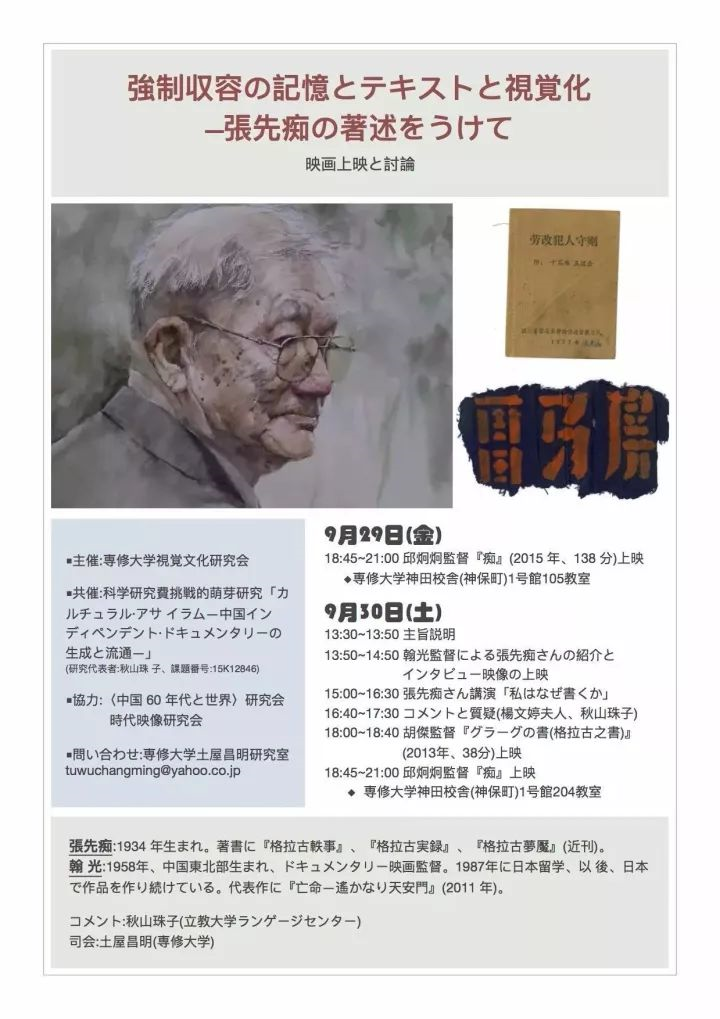 強制収容の記憶とテキストと視覚化
—張先痴の著述をうけて
映画上映と討論
劳改犯人守则
9月29日(金)
18:45~21:00 邱炯炯監督『痴』(2015 年、138 分)上映
◆専修大学神田校舎(神保町)1号館105教室
9月30日(土)
13:30~13:50 主旨説明
13:50~14:50 翰光監督による張先痴さんの紹介と
インタビュー映像の上映
15:00~16:30 張先痴さん講演「私はなぜ書くか」
16:40~17:30 コメントと質疑(楊文婷夫人、秋山珠子)
18:00~18:40 胡傑監督『グラーグの書(格拉古之書)』
(2013年、38分)上映
18:45~21:00 邱炯炯監督『痴』上映
◆ 専修大学神田校舎(神保町)1号館204教室
▪主催:専修大学視覚文化研究会
▪共催:科学研究費挑戦的萌芽研究「カ
ルチュラル·アサ イラム—中国イン
ディペンデント·ドキュメンタリーの
生成と流通—」
(研究代表者:秋山珠 子、課題番号:15K12846)
▪協力:〈中国 60 年代と世界〉研究会
時代映像研究会
▪問い合わせ:専修大学土屋昌明研究室
tuwuchangming@yahoo.co.jp
張先痴:1934 年生まれ。著書に『格拉古軼事』、『格拉古実録』、『格拉古夢魘』(近刊)。
翰 光:1958年、中国東北部生まれ、ドキュメンタリー映画監督。1987年に日本留学、以 後、日本
で作品を作り続けている。代表作に『亡命—遙かなり天安門』(2011 年)。
コメント:秋山珠子(立教大学ランゲージセンター)
司会:土屋昌明(専修大学)